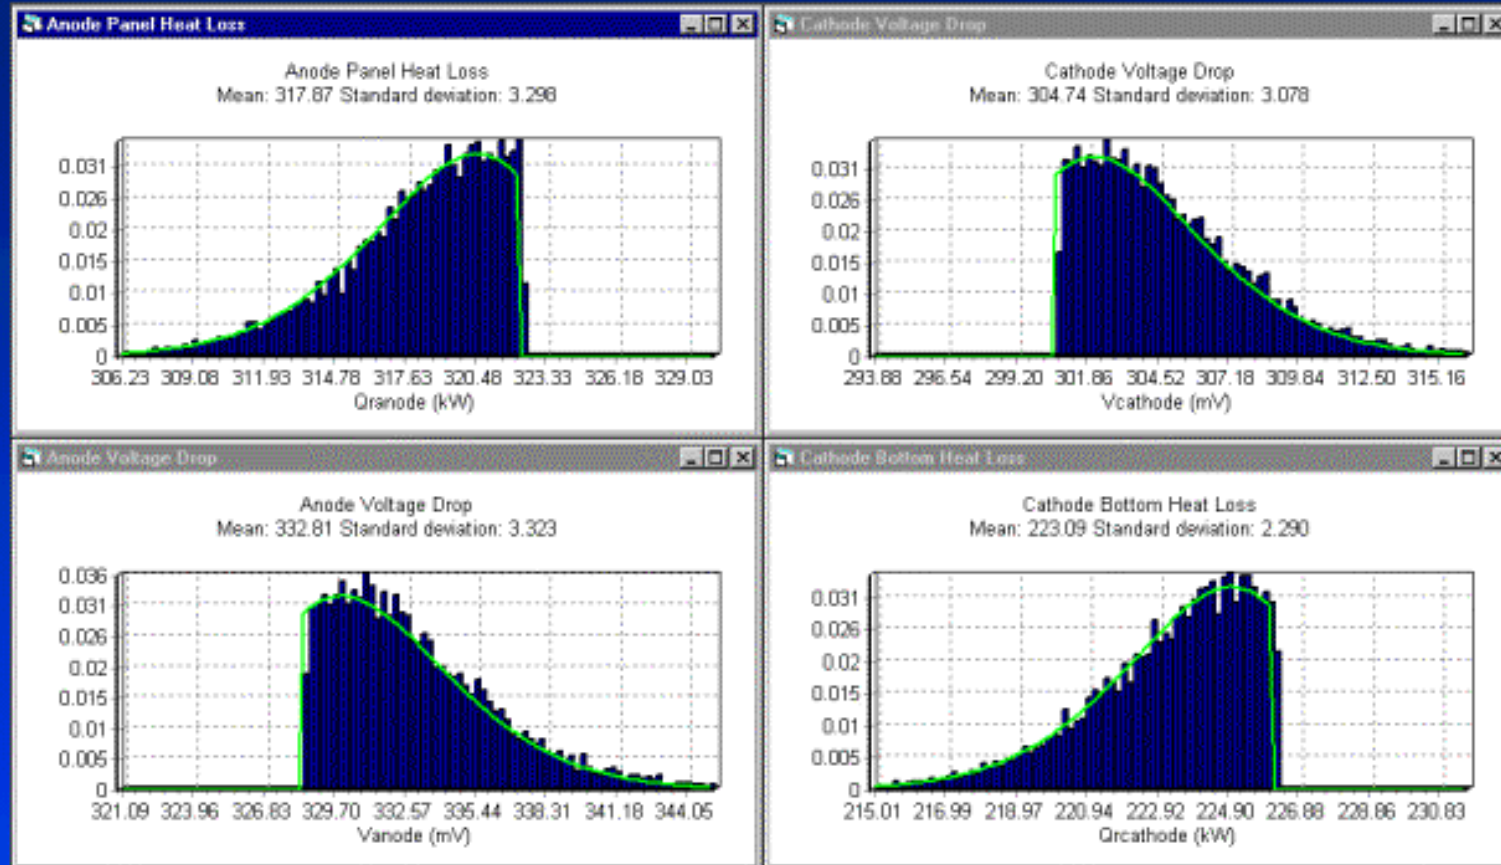 Anode Panel Heat Loss
Anode Panel Heat Loss
Mean: 317.87 Standard deviation: 3.298
0.031
0.026
0.02
0.015
0.01
0.005
0
306.23 309.08 311.93 314.78 317.63 320.48 323.33 326.18 329.03
Qranode (kW)
Cathode Voltage Drop
Cathode Voltage Drop
Mean: 304.74 Standard deviation: 3.078
0.031
0.026
0.02
0.015
0.01
0.005
0
293.88 296.54 299.20 301.86 304.52 307.18 309.84 312.50 315.16
Vcathode (mV)
Anode Voltage Drop
Anode Voltage Drop
Mean: 332.81 Standard deviation: 3.323
0.036
0.031
0.026
0.02
0.015
0.01
0.005
0
321.09 323.96 326.83 329.70 332.57 335.44 338.31 341.18 344.05
Vanode (mV)
Cathode Bottom Heat Loss
Cathode Bottom Heat Loss
Mean: 223.09 Standard deviation: 2.290
0.031
0.026
0.02
0.015
0.01
0.005
0
215.01 216.99 218.97 220.94 222.92 224.90 226.88 228.86 230.83
Qrcathode (kW)